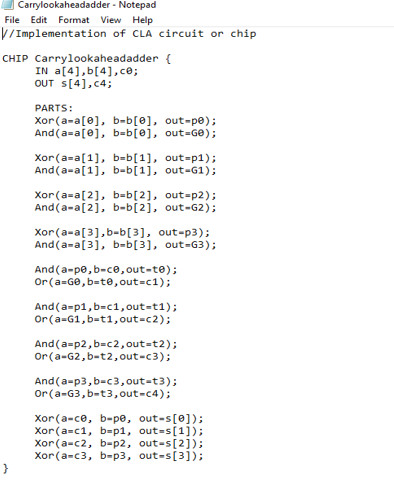 Carrylookaheadadder - Notepad
File Edit Format View Help
//Implementation of CLA circuit or chip
CHIP Carrylookaheadadder {
IN a[4],b[4],c0;
OUT s[4],c4;
PARTS:
Xor(a=a[0], b=b[0], out=p0);
And(a=a[0], b=b[0], out=G0);
Xor(a=a[1], b=b[1], out=p1);
And(a=a[1], b=b[1], out=G1);
Xor(a=a[2], b=b[2], out=p2);
And(a=a[2], b=b[2], out=G2);
Xor(a=a[3],b=b[3], out=p3);
And(a=a[3], b=b[3], out=G3);
And(a=p0,b=c0,out=t0);
Or(a=G0,b=t0,out=c1);
And(a=p1,b=c1,out=t1);
Or(a=G1,b=t1,out=c2);
And(a=p2,b=c2,out=t2);
Or(a=G2,b=t2,out=c3);
And(a=p3,b=c3,out=t3);
Or(a=G3,b=t3,out=c4);
Xor(a=c0, b=p0, out=s[0]);
Xor(a=c1, b=p1, out=s[1]);
Xor(a=c2, b=p2, out=s[2]);
Xor(a=c3, b=p3, out=s[3]);
}